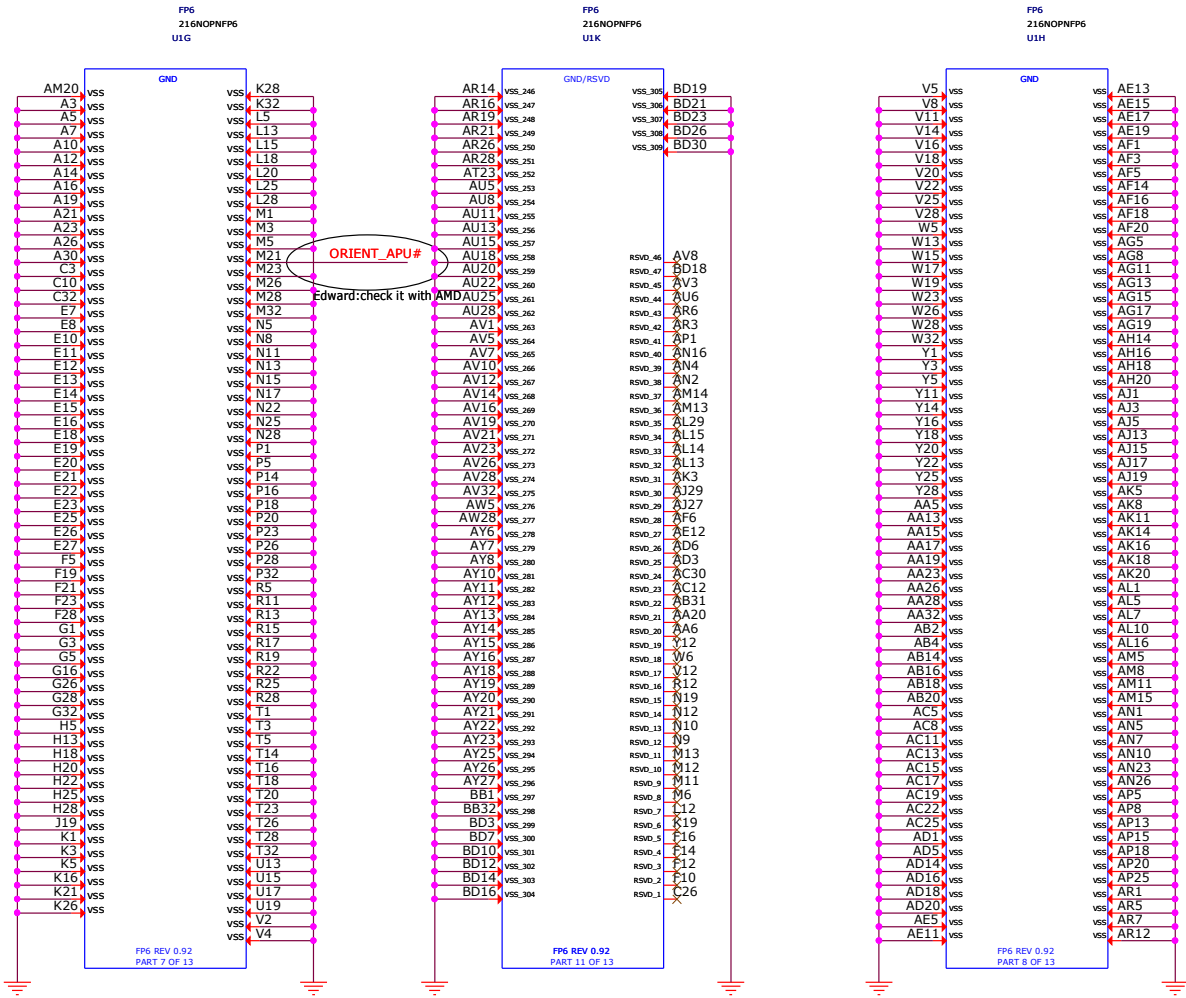 FP6
216NOPNFP6
U1G
GND
AM20 VSS VSS K28
A3 VSS VSS K32
A5 VSS VSS L5
A7 VSS VSS L13
A10 VSS VSS L15
A12 VSS VSS L18
A14 VSS VSS L20
A16 VSS VSS L25
A19 VSS VSS L28
A21 VSS VSS M1
A23 VSS VSS M3
A26 VSS VSS M5
A30 VSS VSS M21
C3 VSS VSS M23
C10 VSS VSS M26
C32 VSS VSS M28
E7 VSS VSS M32
E8 VSS VSS N5
E10 VSS VSS N8
E11 VSS VSS N11
E12 VSS VSS N13
E13 VSS VSS N15
E14 VSS VSS N17
E15 VSS VSS N22
E16 VSS VSS N25
E18 VSS VSS N28
E19 VSS VSS P1
E20 VSS VSS P5
E21 VSS VSS P14
E22 VSS VSS P16
E23 VSS VSS P18
E25 VSS VSS P20
E26 VSS VSS P23
E27 VSS VSS P26
F5 VSS VSS P28
F19 VSS VSS P32
F21 VSS VSS R5
F23 VSS VSS R11
F28 VSS VSS R13
G1 VSS VSS R15
G3 VSS VSS R17
G5 VSS VSS R19
G16 VSS VSS R22
G26 VSS VSS R25
G28 VSS VSS R28
G32 VSS VSS T1
H5 VSS VSS T3
H13 VSS VSS T5
H18 VSS VSS T14
H20 VSS VSS T16
H22 VSS VSS T18
H25 VSS VSS T20
H28 VSS VSS T23
J19 VSS VSS T26
K1 VSS VSS T28
K3 VSS VSS T32
K5 VSS VSS U13
K16 VSS VSS U15
K21 VSS VSS U17
K26 VSS VSS U19
VSS V2
VSS V4
FP6 REV 0.92
PART 7 OF 13
ORIENT_APU#
Edward:check it with AMD
FP6
216NOPNFP6
U1K
GND/RSVD
AR14 VSS_246 VSS_305 BD19
AR16 VSS_247 VSS_306 BD21
AR19 VSS_248 VSS_307 BD23
AR21 VSS_249 VSS_308 BD26
AR26 VSS_250 VSS_309 BD30
AR28 VSS_251
AT23 VSS_252
AU5 VSS_253
AU8 VSS_254
AU11 VSS_255
AU13 VSS_256
AU15 VSS_257
AU18 VSS_258 RSVD_46 AV8
AU20 VSS_259 RSVD_47 BD18
AU22 VSS_260 RSVD_45 AV3
AU25 VSS_261 RSVD_44 AU6
AU28 VSS_262 RSVD_43 AR6
AV1 VSS_263 RSVD_42 AR3
AV5 VSS_264 RSVD_41 AP1
AV7 VSS_265 RSVD_40 AN16
AV10 VSS_266 RSVD_39 AN4
AV12 VSS_267 RSVD_38 AN2
AV14 VSS_268 RSVD_37 AM14
AV16 VSS_269 RSVD_36 AM13
AV19 VSS_270 RSVD_35 AL29
AV21 VSS_271 RSVD_34 AL15
AV23 VSS_272 RSVD_33 AL14
AV26 VSS_273 RSVD_32 AL13
AV28 VSS_274 RSVD_31 AK3
AV32 VSS_275 RSVD_30 AJ29
AW5 VSS_276 RSVD_29 AJ27
AW28 VSS_277 RSVD_28 AF6
AY6 VSS_278 RSVD_27 AE12
AY7 VSS_279 RSVD_26 AD6
AY8 VSS_280 RSVD_25 AD3
AY10 VSS_281 RSVD_24 AC30
AY11 VSS_282 RSVD_23 AC12
AY12 VSS_283 RSVD_22 AB31
AY13 VSS_284 RSVD_21 AA20
AY14 VSS_285 RSVD_20 AA6
AY15 VSS_286 RSVD_19 Y12
AY16 VSS_287 RSVD_18 W6
AY18 VSS_288 RSVD_17 V12
AY19 VSS_289 RSVD_16 R12
AY20 VSS_290 RSVD_15 N19
AY21 VSS_291 RSVD_14 N12
AY22 VSS_292 RSVD_13 N10
AY23 VSS_293 RSVD_12 N9
AY25 VSS_294 RSVD_11 M13
AY26 VSS_295 RSVD_10 M12
AY27 VSS_296 RSVD_9 M11
BB1 VSS_297 RSVD_8 M6
BB32 VSS_298 RSVD_7 L12
BD3 VSS_299 RSVD_6 K19
BD7 VSS_300 RSVD_5 F16
BD10 VSS_301 RSVD_4 F14
BD12 VSS_302 RSVD_3 F12
BD14 VSS_303 RSVD_2 F10
BD16 VSS_304 RSVD_1 C26
FP6 REV 0.92
PART 11 OF 13
FP6
216NOPNFP6
U1H
GND
V5 VSS VSS AE13
V8 VSS VSS AE15
V11 VSS VSS AE17
V14 VSS VSS AE19
V16 VSS VSS AF1
V18 VSS VSS AF3
V20 VSS VSS AF5
V22 VSS VSS AF14
V25 VSS VSS AF16
V28 VSS VSS AF18
W5 VSS VSS AF20
W13 VSS VSS AG5
W15 VSS VSS AG8
W17 VSS VSS AG11
W19 VSS VSS AG13
W23 VSS VSS AG15
W26 VSS VSS AG17
W28 VSS VSS AG19
W32 VSS VSS AH14
Y1 VSS VSS AH16
Y3 VSS VSS AH18
Y5 VSS VSS AH20
Y11 VSS VSS AJ1
Y14 VSS VSS AJ3
Y16 VSS VSS AJ5
Y18 VSS VSS AJ13
Y20 VSS VSS AJ15
Y22 VSS VSS AJ17
Y25 VSS VSS AJ19
Y28 VSS VSS AK5
AA5 VSS VSS AK8
AA13 VSS VSS AK11
AA15 VSS VSS AK14
AA17 VSS VSS AK16
AA19 VSS VSS AK18
AA23 VSS VSS AK20
AA26 VSS VSS AL1
AA28 VSS VSS AL5
AA32 VSS VSS AL7
AB2 VSS VSS AL10
AB4 VSS VSS AL16
AB14 VSS VSS AM5
AB16 VSS VSS AM8
AB18 VSS VSS AM11
AB20 VSS VSS AM15
AC5 VSS VSS AN1
AC8 VSS VSS AN5
AC11 VSS VSS AN7
AC13 VSS VSS AN10
AC15 VSS VSS AN23
AC17 VSS VSS AN26
AC19 VSS VSS AP5
AC22 VSS VSS AP8
AC25 VSS VSS AP13
AD1 VSS VSS AP15
AD5 VSS VSS AP18
AD14 VSS VSS AP20
AD16 VSS VSS AP25
AD18 VSS VSS AR1
AD20 VSS VSS AR5
AE5 VSS VSS AR7
AE11 VSS VSS AR12
FP6 REV 0.92
PART 8 OF 13